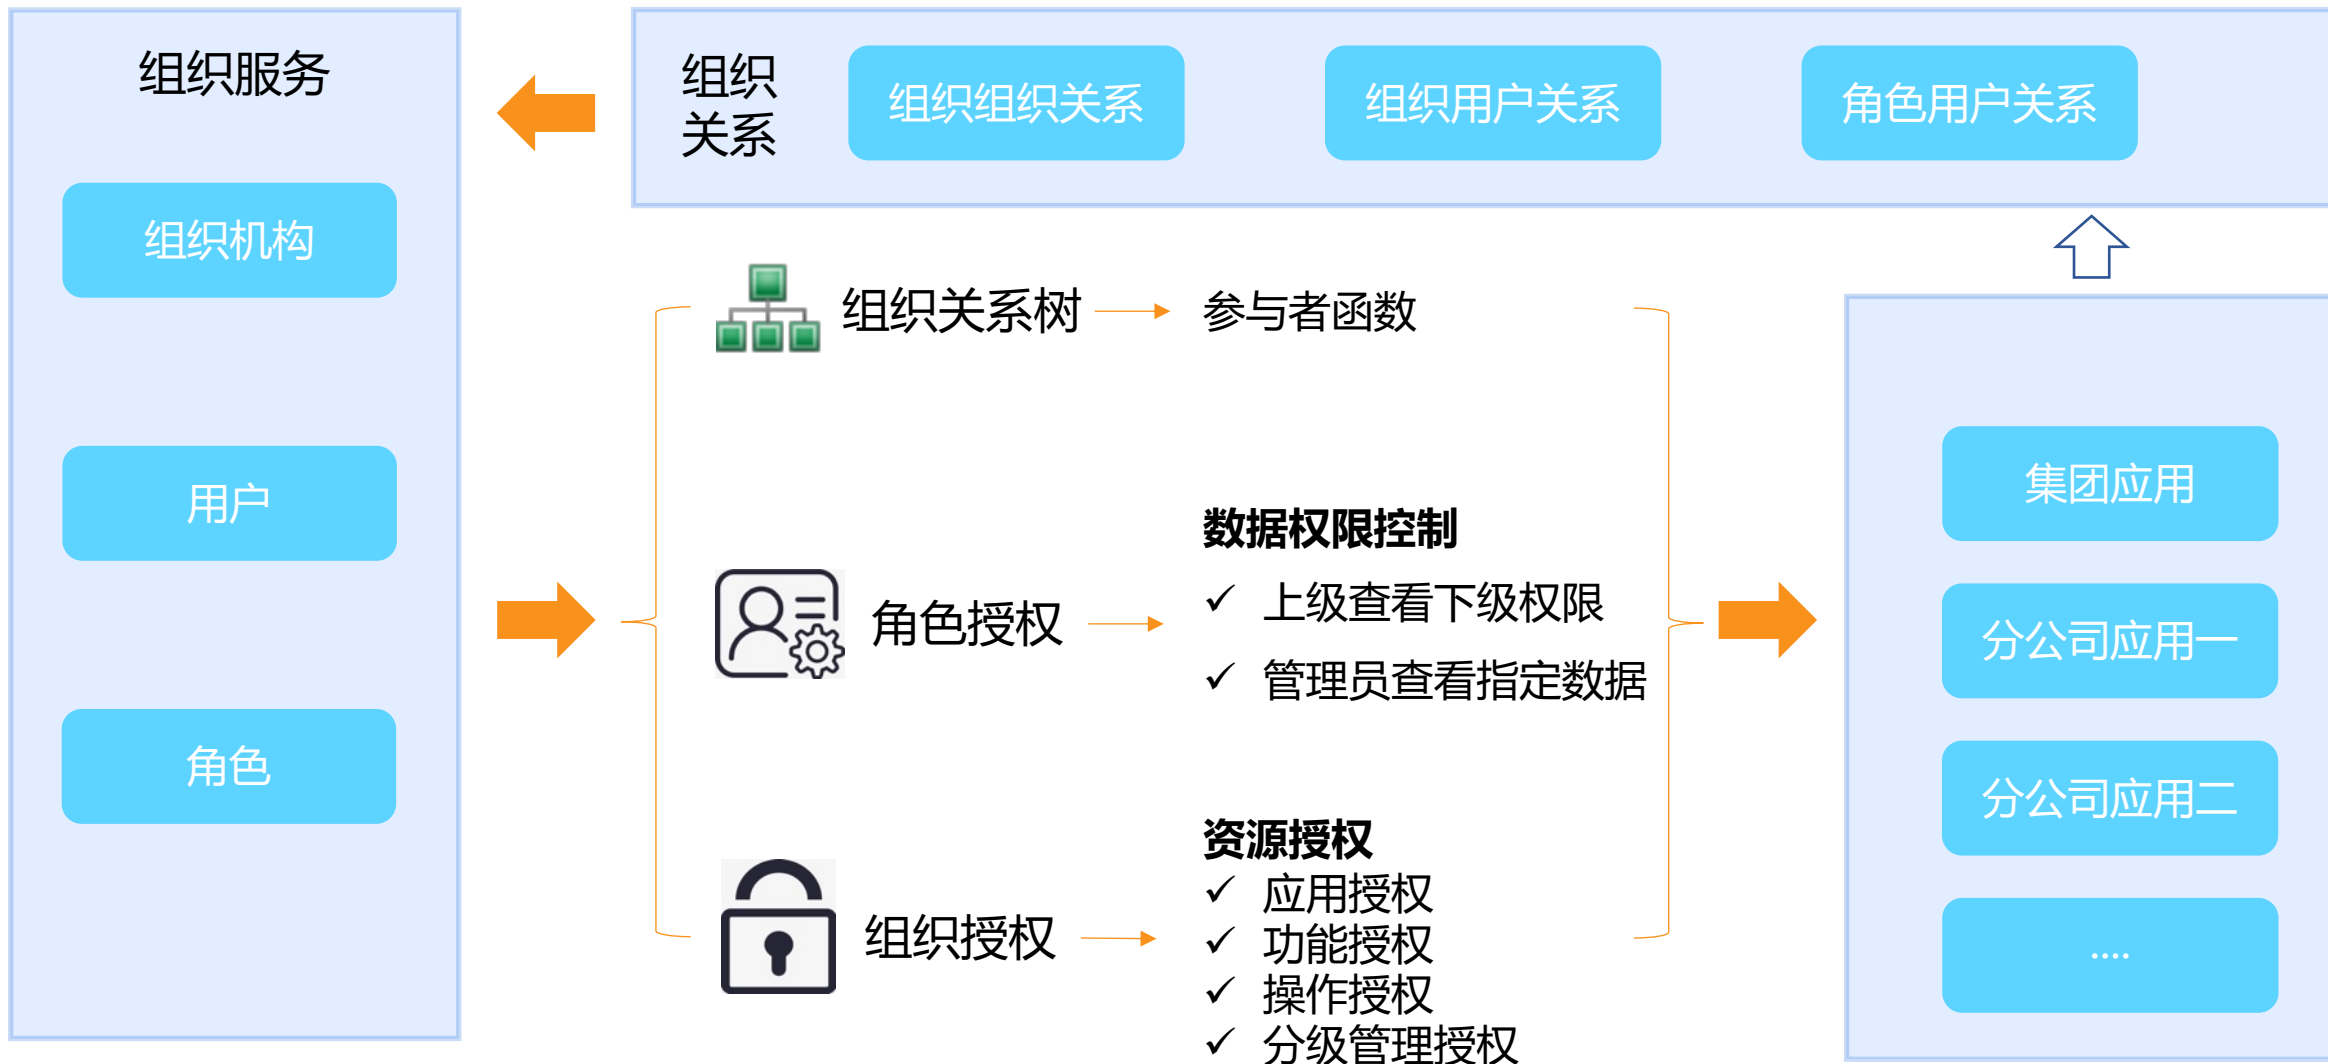 组织服务
组织机构
用户
角色
组织
关系
组织组织关系
组织用户关系
角色用户关系
组织关系树
参与者函数
角色授权
数据权限控制
✓ 上级查看下级权限
✓ 管理员查看指定数据
组织授权
资源授权
✓ 应用授权
✓ 功能授权
✓ 操作授权
✓ 分级管理授权
集团应用
分公司应用一
分公司应用二
....